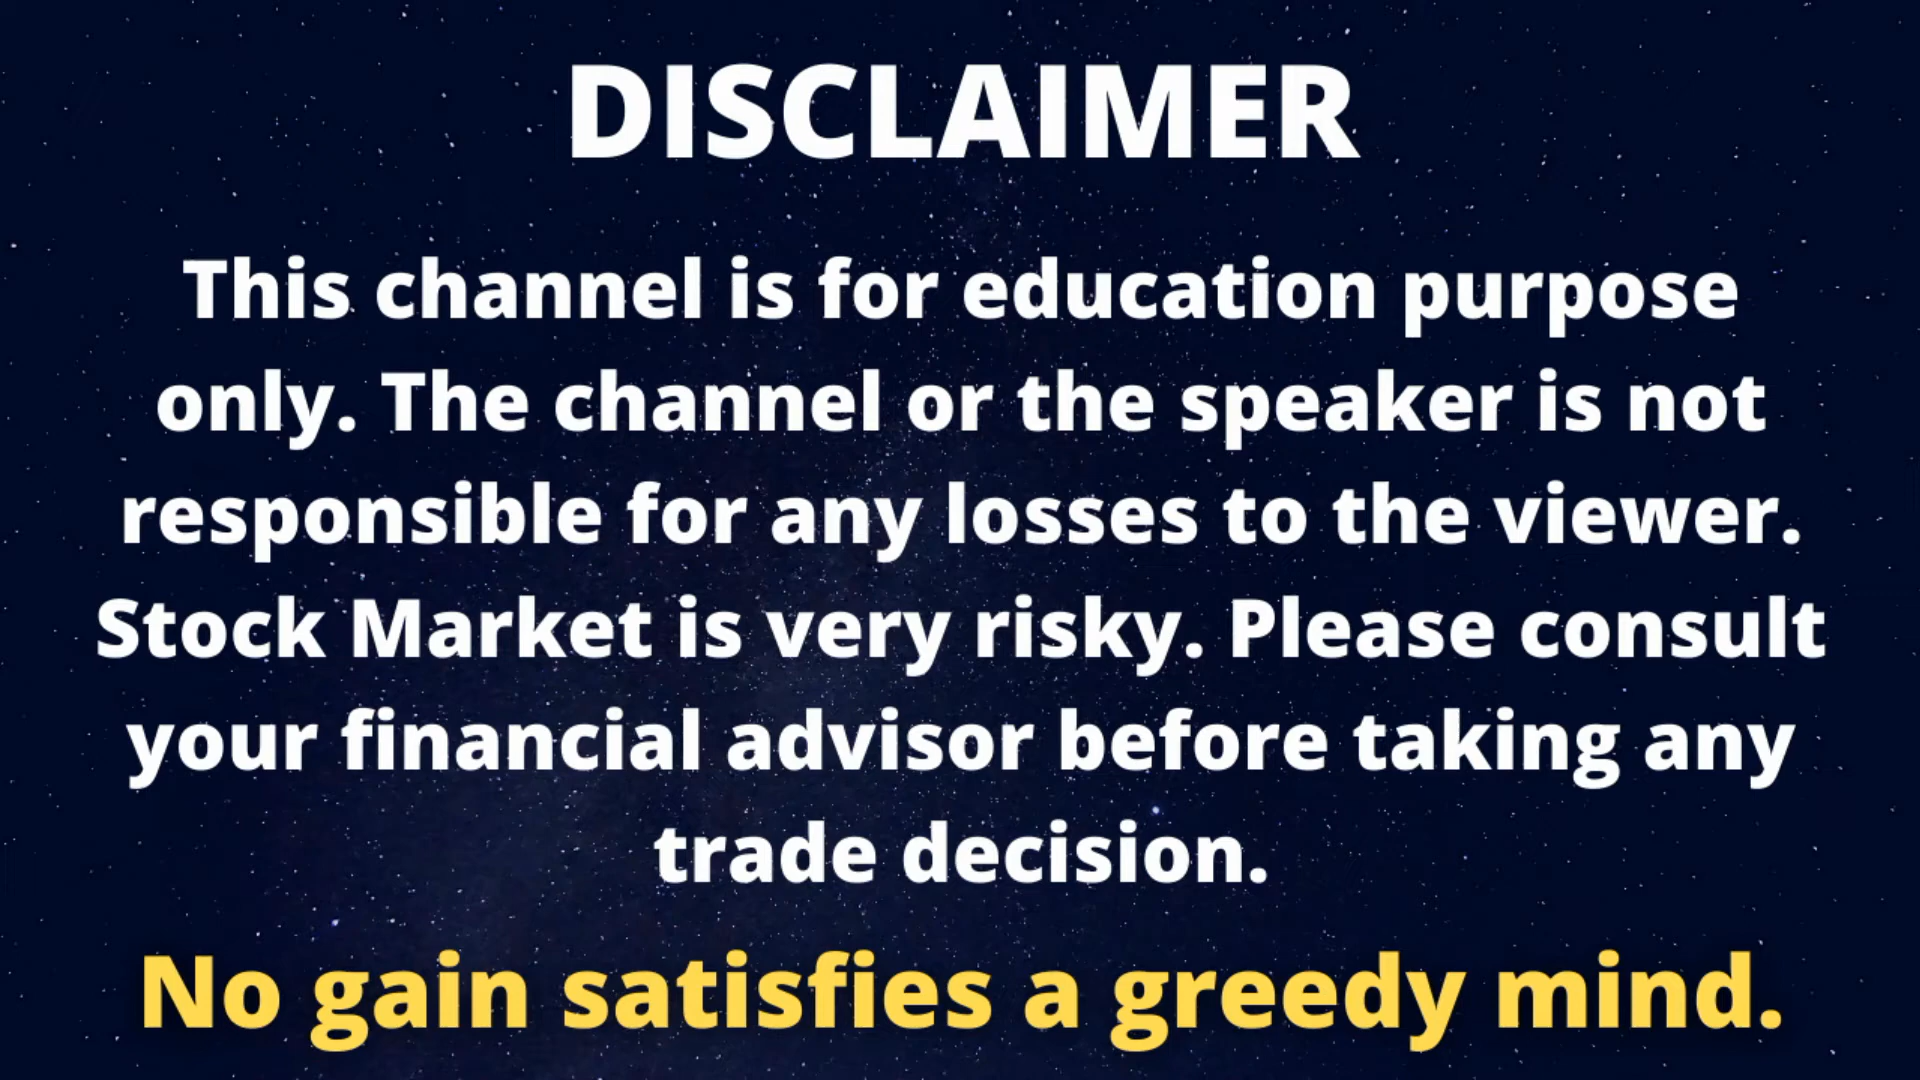 DISCLAIMER
This channel is for education purpose
only. The channel or the speaker is not
responsible for any losses to the viewer.
Stock Market is very risky. Please consult
your financial advisor before taking any
trade decision.
No gain satisfies a greedy mind.